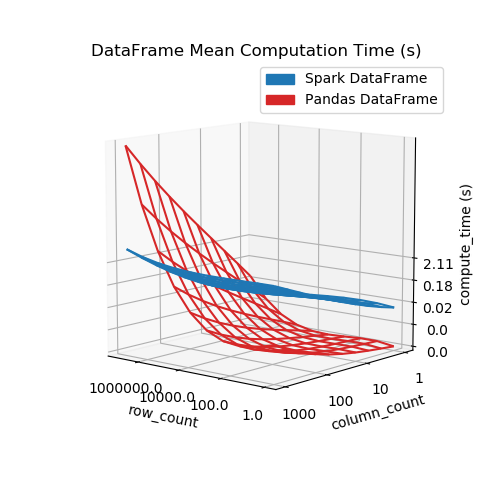 DataFrame Mean Computation Time (s)
Spark DataFrame
Pandas DataFrame
2.11
0.18
0.02
0.0
0.0
compute_time (s)
1000000.0
10000.0
100.0
1.0
row_count
1000
100
10
1
column_count